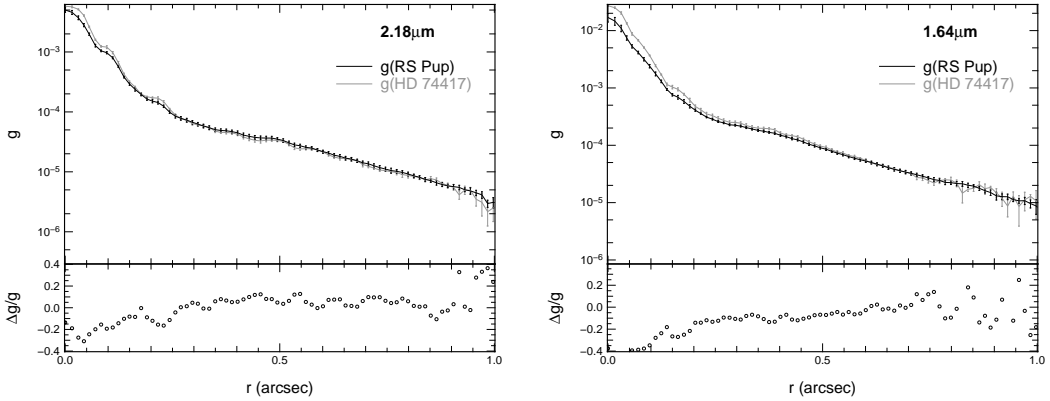 2.18μm
g(RS Pup)
g(HD 74417)
g
10⁻³
10⁻⁴
10⁻⁵
10⁻⁶
Δg/g
0.4
0.2
0.0
−0.2
−0.4
0.0 0.5 1.0
r (arcsec)
1.64μm
g(RS Pup)
g(HD 74417)
g
10⁻²
10⁻³
10⁻⁴
10⁻⁵
10⁻⁶
Δg/g
0.4
0.2
0.0
−0.2
−0.4
0.0 0.5 1.0
r (arcsec)